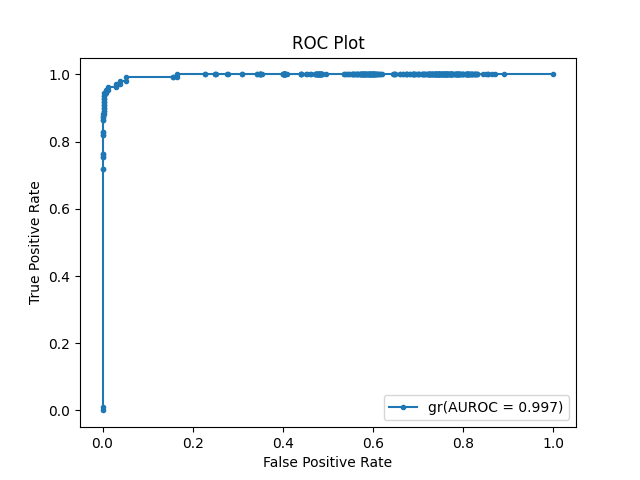 ROC Plot
1.0
0.8
0.6
0.4
0.2
0.0
True Positive Rate
gr(AUROC = 0.997)
0.0 0.2 0.4 0.6 0.8 1.0
False Positive Rate